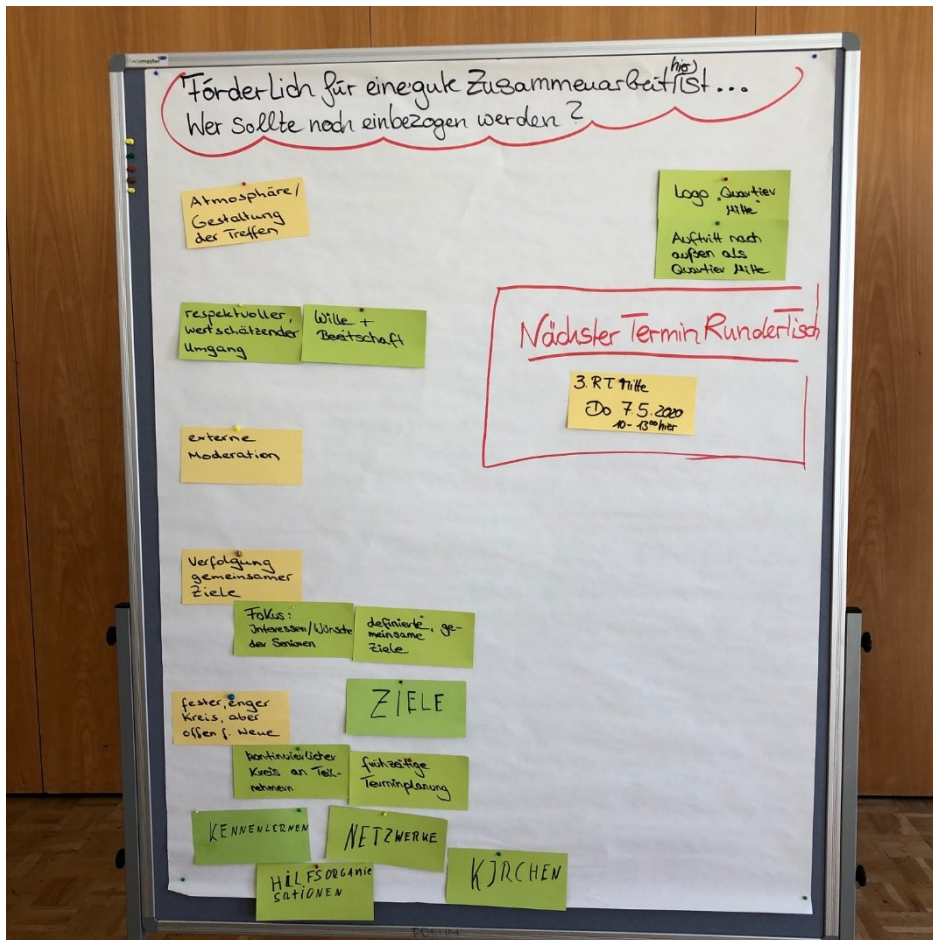 Förderlich für eine gute Zusammenarbeit (hier) ist...
Wer sollte noch einbezogen werden?
Atmosphäre/
Gestaltung
der Treffen
Logo "Quartier
Mitte"
Auftritt nach
außen als
Quartier Mitte
respektvoller,
wertschätzender
Umgang
Wille +
Bereitschaft
Nächster Termin Runder Tisch
3. RT Mitte
Do 7.5.2020
10-13⁰⁰ hier
externe
Moderation
Verfolgung
gemeinsamer
Ziele
Fokus:
Interessen/Wünsche
der Senioren
definierte, ge-
meinsame
Ziele
fester, enger
Kreis, aber
offen f. Neue
ZIELE
kontinuierlicher
Kreis an Teil-
nehmern
frühzeitige
Terminplanung
KENNENLERNEN
NETZWERKE
HILFSORGANIE
SATIONEN
KIRCHEN